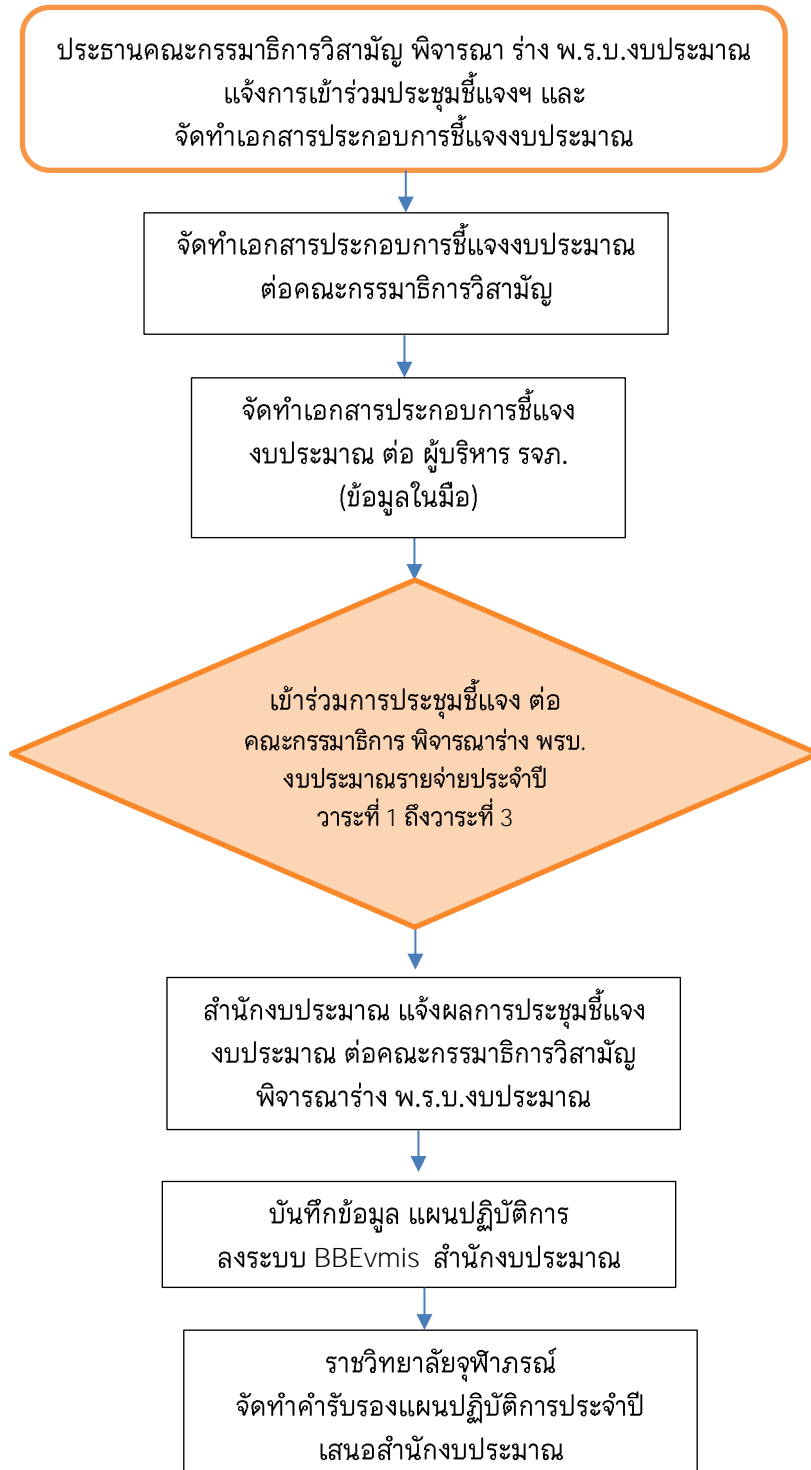 ประธานคณะกรรมาธิการวิสามัญ พิจารณา ร่าง พ.ร.บ.งบประมาณ
แจ้งการเข้าร่วมประชุมชี้แจงฯ และ
จัดทำเอกสารประกอบการชี้แจงงบประมาณ
จัดทำเอกสารประกอบการชี้แจงงบประมาณ
ต่อคณะกรรมาธิการวิสามัญ
จัดทำเอกสารประกอบการชี้แจง
งบประมาณ ต่อ ผู้บริหาร รจภ.
(ข้อมูลในมือ)
เข้าร่วมการประชุมชี้แจง ต่อ
คณะกรรมาธิการ พิจารณาร่าง พรบ.
งบประมาณรายจ่ายประจำปี
วาระที่ 1 ถึงวาระที่ 3
สำนักงบประมาณ แจ้งผลการประชุมชี้แจง
งบประมาณ ต่อคณะกรรมาธิการวิสามัญ
พิจารณาร่าง พ.ร.บ.งบประมาณ
บันทึกข้อมูล แผนปฏิบัติการ
ลงระบบ BBEvmis สำนักงบประมาณ
ราชวิทยาลัยจุฬาภรณ์
จัดทำคำรับรองแผนปฏิบัติการประจำปี
เสนอสำนักงบประมาณ